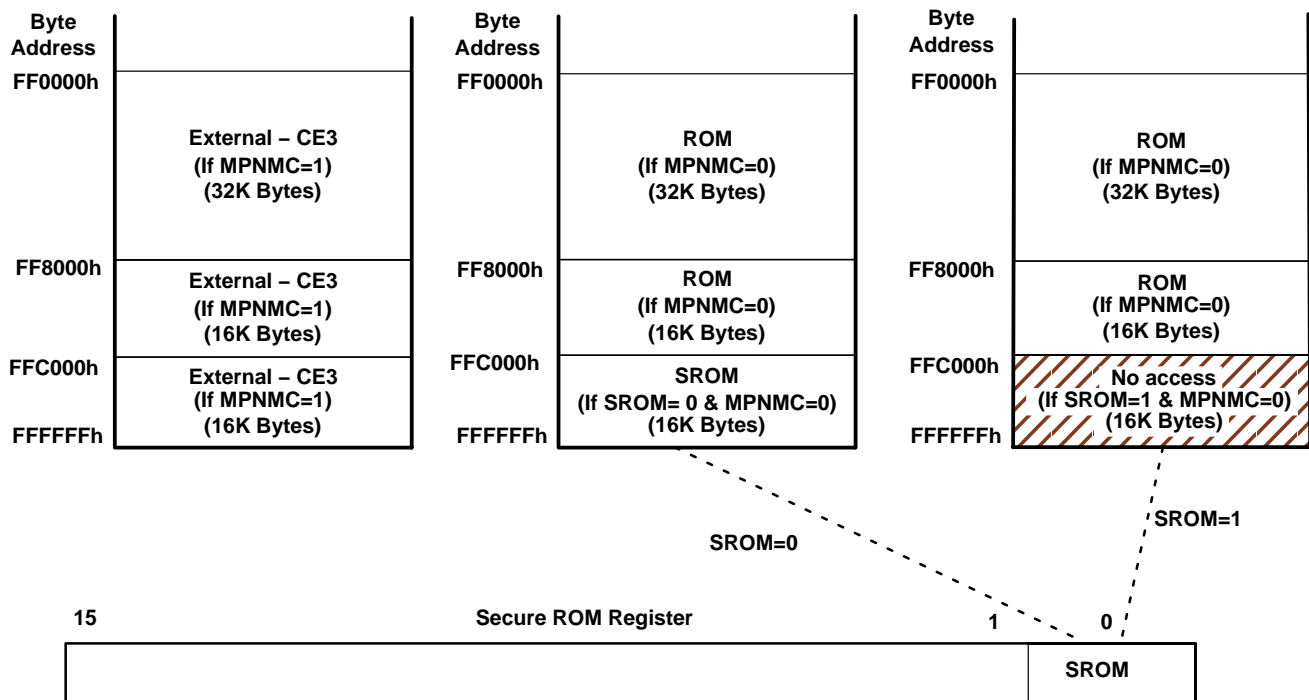 Byte
Address
FF0000h
External – CE3
(If MPNMC=1)
(32K Bytes)
FF8000h
External – CE3
(If MPNMC=1)
(16K Bytes)
FFC000h
External – CE3
(If MPNMC=1)
(16K Bytes)
FFFFFFh
Byte
Address
FF0000h
ROM
(If MPNMC=0)
(32K Bytes)
FF8000h
ROM
(If MPNMC=0)
(16K Bytes)
FFC000h
SROM
(If SROM= 0 & MPNMC=0)
(16K Bytes)
FFFFFFh
Byte
Address
FF0000h
ROM
(If MPNMC=0)
(32K Bytes)
FF8000h
ROM
(If MPNMC=0)
(16K Bytes)
FFC000h
No access
(If SROM=1 & MPNMC=0)
(16K Bytes)
FFFFFFh
SROM=0
SROM=1
15 Secure ROM Register 1 0
SROM